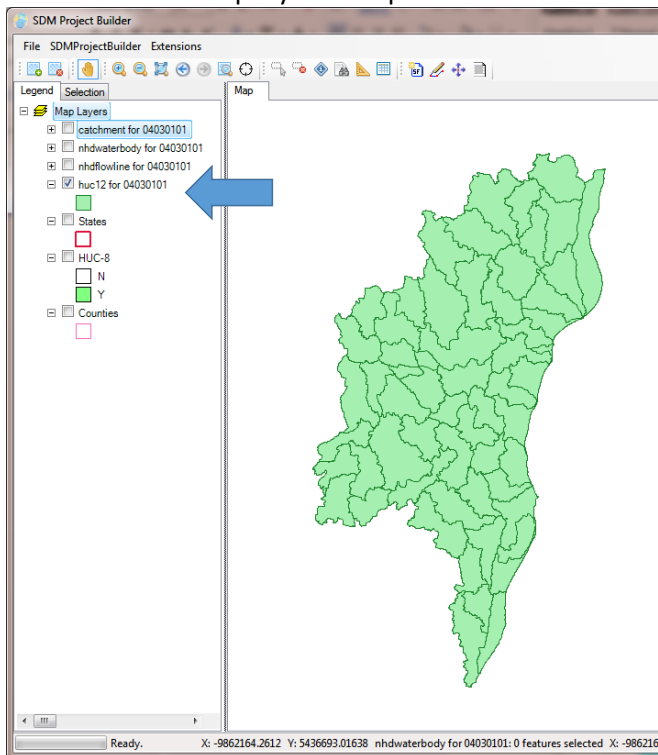 SDM Project Builder
File SDMProjectBuilder Extensions
Legend Selection
Map
Map Layers
catchment for 04030101
nhdwaterbody for 04030101
nhdflowline for 04030101
huc12 for 04030101
States
HUC-8
N
Y
Counties
Ready. X: -9862164.2612 Y: 5436693.01638 nhdwaterbody for 04030101: 0 features selected X: -986216